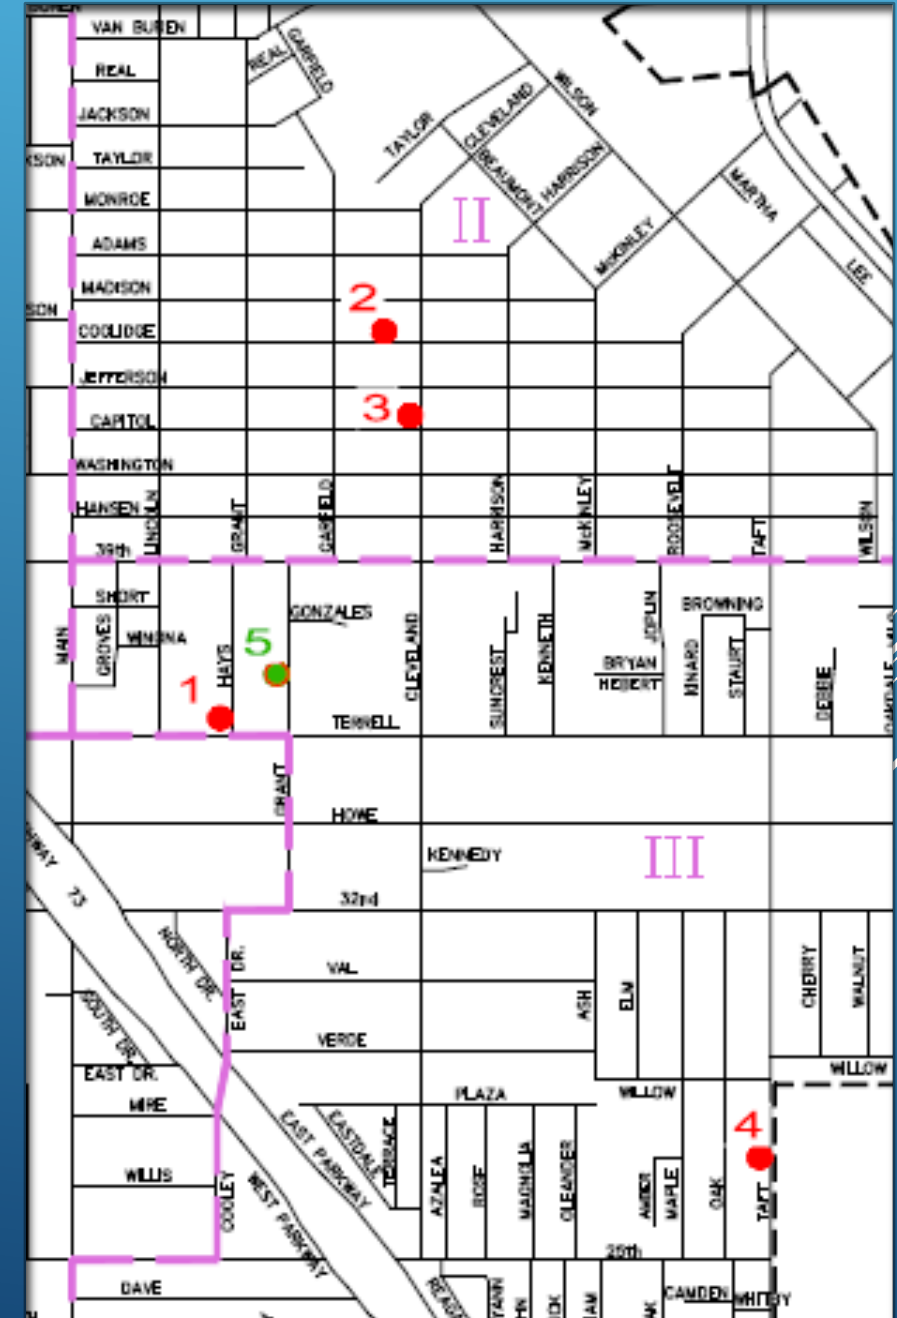 VAN BUREN
REAL
JACKSON
TAYLOR
MONROE
ADAMS
MADISON
COOLIDGE
JEFFERSON
CAPITOL
WASHINGTON
HANSEN
39th
REAL
GARFIELD
TAYLOR
CLEVELAND
BEAUMONT
HARRISON
WILSON
McKINLEY
MARTHA
LEE
II
2
3
LINCOLN
GRANT
GARFIELD
HARRISON
McKINLEY
ROOSEVELT
TAFT
WILSON
MAIN
SHORT
GROVES
WINONA
HAYS
5
1
GONZALES
CLEVELAND
TERRELL
SUNCREST
KENNETH
JOPLIN
BRYAN
HEBERT
BROWNING
KINARD
STAURT
DEBBIE
GRANT
HOWE
KENNEDY
III
32nd
73
NORTH DR.
SOUTH DR.
EAST DR.
EAST DR.
VAL
VERDE
ASH
ELM
CHERRY
WALNUT
WILLOW
WILLOW
PLAZA
MIRE
WILLIS
COOLEY
EAST PARKWAY
WEST PARKWAY
EASTDALE
TERRACE
AZALEA
ROSE
MAGNOLIA
OLEANDER
MAPLE
OAK
4
TAFT
25th
DAVE
CAMDEN
WHITBY